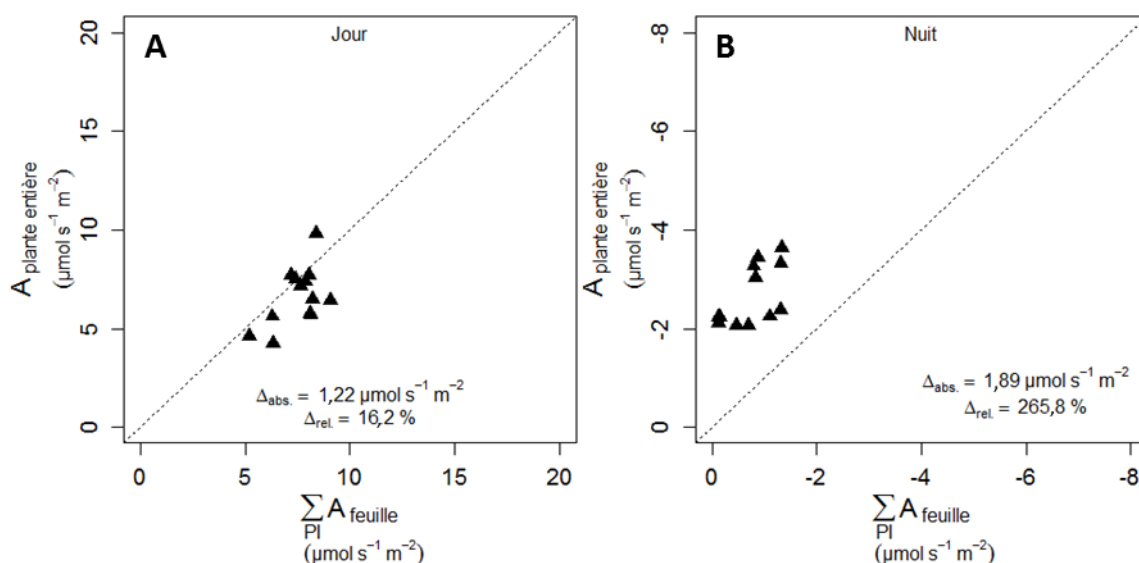 A
Jour
20
15
10
5
0
A plante entière
(μmol s⁻¹ m⁻²)
Δabs. = 1,22 μmol s⁻¹ m⁻²
Δrel. = 16,2 %
0 5 10 15 20
∑ A feuille
PI
(μmol s⁻¹ m⁻²)
B
Nuit
-8
-6
-4
-2
0
A plante entière
(μmol s⁻¹ m⁻²)
Δabs. = 1,89 μmol s⁻¹ m⁻²
Δrel. = 265,8 %
0 -2 -4 -6 -8
∑ A feuille
PI
(μmol s⁻¹ m⁻²)